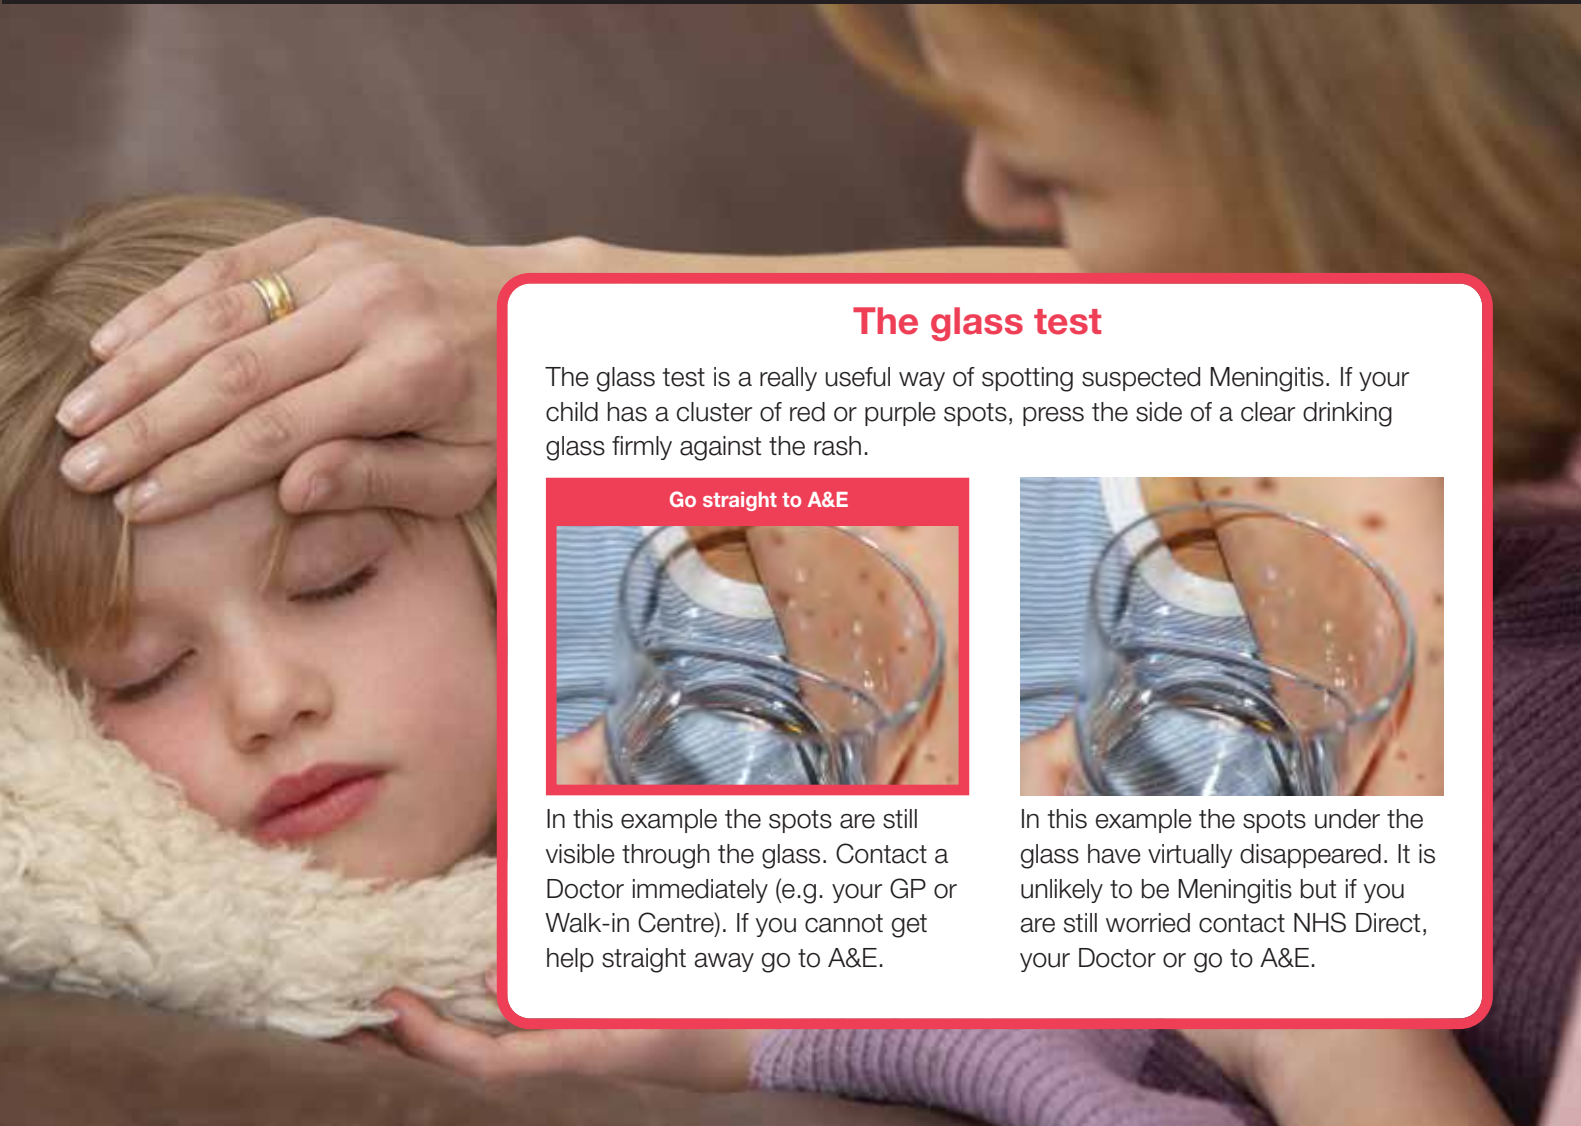 The glass test
The glass test is a really useful way of spotting suspected Meningitis. If your
child has a cluster of red or purple spots, press the side of a clear drinking
glass firmly against the rash.
Go straight to A&E
In this example the spots are still
visible through the glass. Contact a
Doctor immediately (e.g. your GP or
Walk-in Centre). If you cannot get
help straight away go to A&E.
In this example the spots under the
glass have virtually disappeared. It is
unlikely to be Meningitis but if you
are still worried contact NHS Direct,
your Doctor or go to A&E.